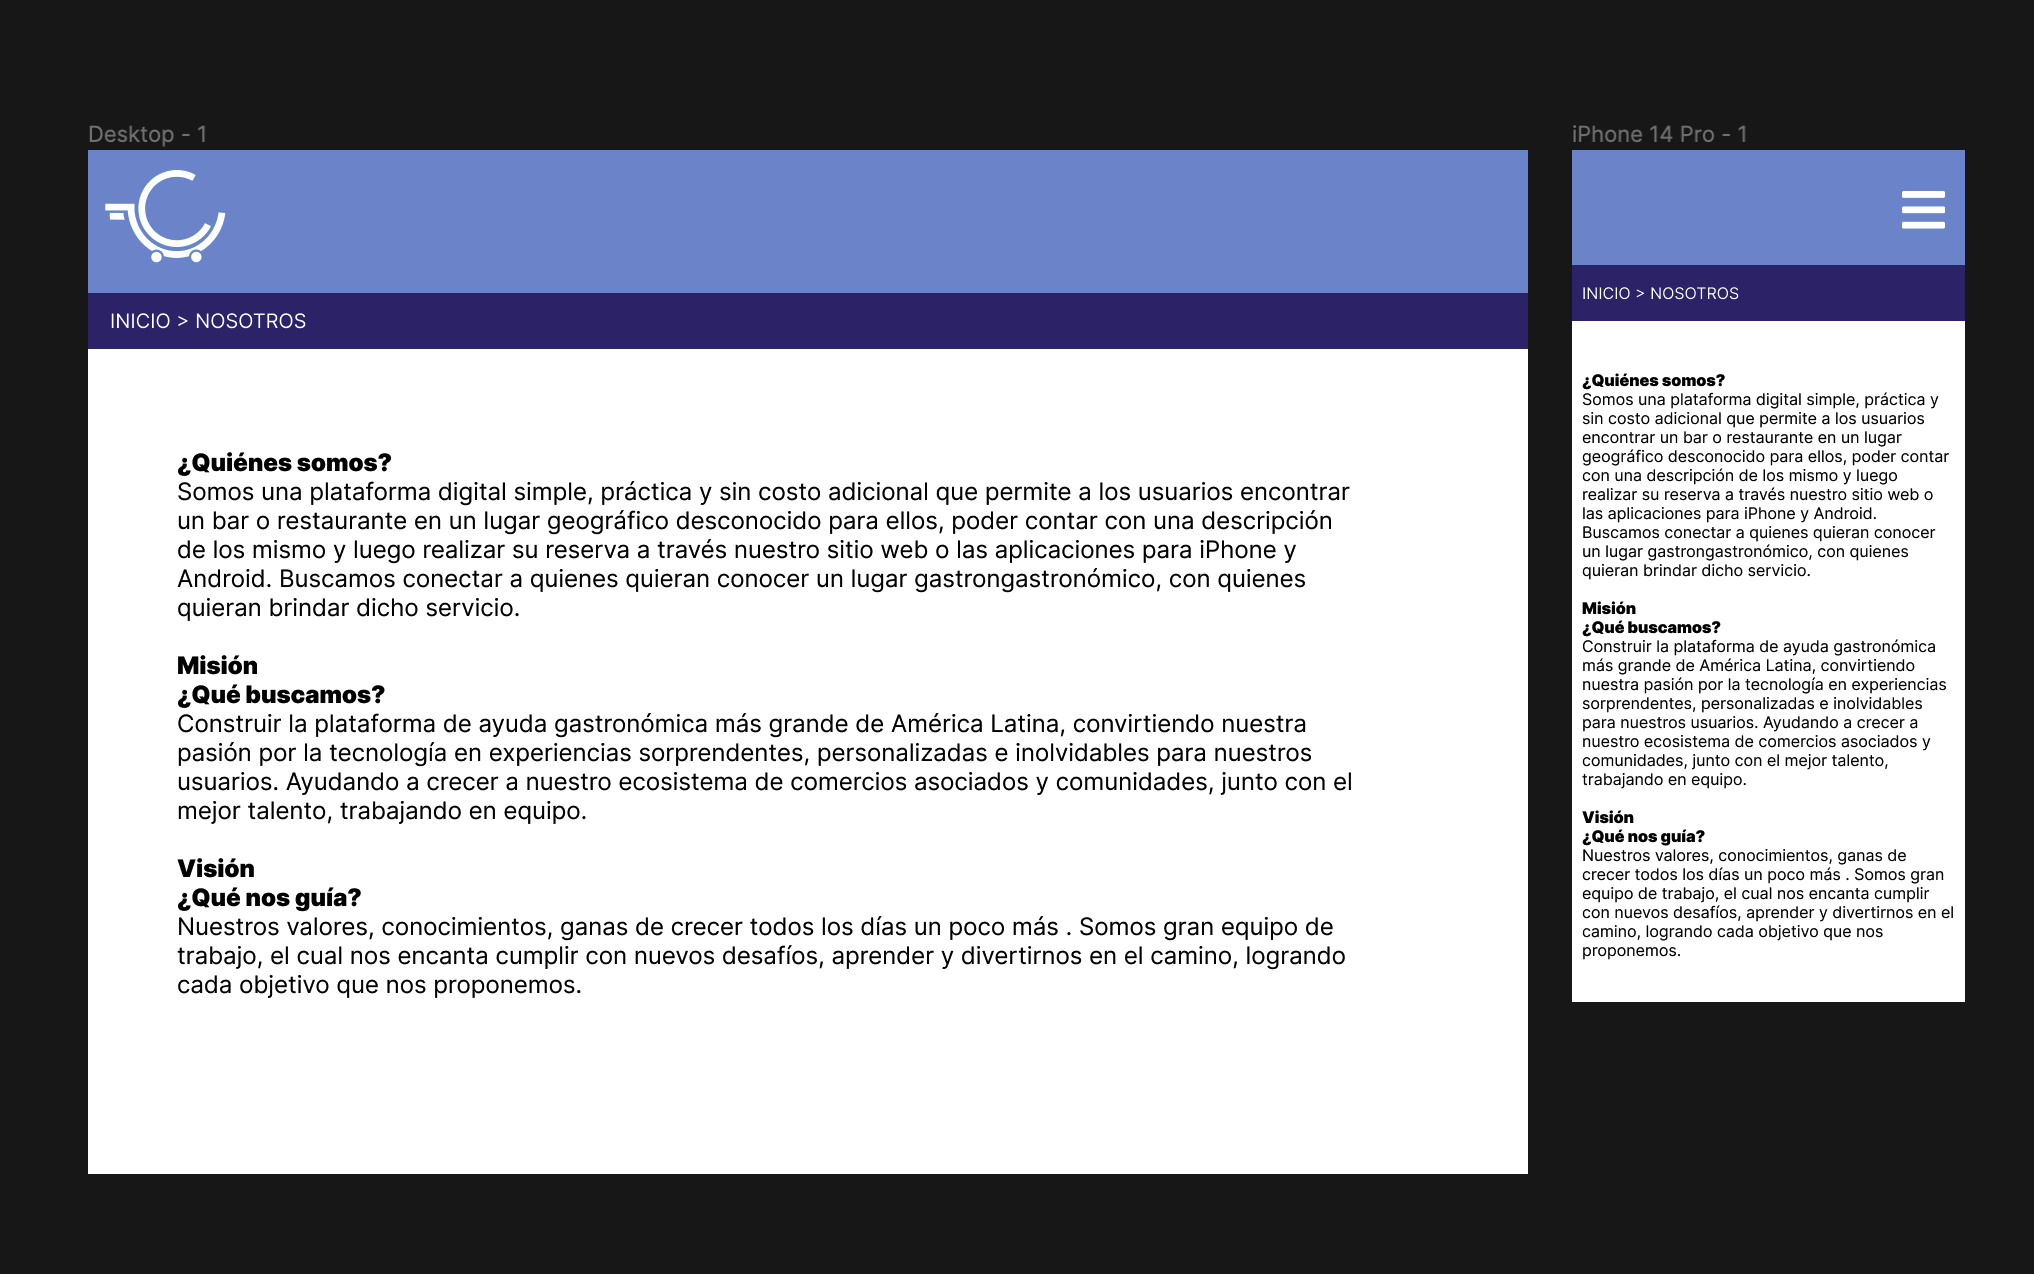 Desktop - 1
INICIO > NOSOTROS
¿Quiénes somos?
Somos una plataforma digital simple, práctica y sin costo adicional que permite a los usuarios encontrar
un bar o restaurante en un lugar geográfico desconocido para ellos, poder contar con una descripción
de los mismo y luego realizar su reserva a través nuestro sitio web o las aplicaciones para iPhone y
Android. Buscamos conectar a quienes quieran conocer un lugar gastrongastronómico, con quienes
quieran brindar dicho servicio.
Misión
¿Qué buscamos?
Construir la plataforma de ayuda gastronómica más grande de América Latina, convirtiendo nuestra
pasión por la tecnología en experiencias sorprendentes, personalizadas e inolvidables para nuestros
usuarios. Ayudando a crecer a nuestro ecosistema de comercios asociados y comunidades, junto con el
mejor talento, trabajando en equipo.
Visión
¿Qué nos guía?
Nuestros valores, conocimientos, ganas de crecer todos los días un poco más . Somos gran equipo de
trabajo, el cual nos encanta cumplir con nuevos desafíos, aprender y divertirnos en el camino, logrando
cada objetivo que nos proponemos.
iPhone 14 Pro - 1
INICIO > NOSOTROS
¿Quiénes somos?
Somos una plataforma digital simple, práctica y
sin costo adicional que permite a los usuarios
encontrar un bar o restaurante en un lugar
geográfico desconocido para ellos, poder contar
con una descripción de los mismo y luego
realizar su reserva a través nuestro sitio web o
las aplicaciones para iPhone y Android.
Buscamos conectar a quienes quieran conocer
un lugar gastrongastronómico, con quienes
quieran brindar dicho servicio.
Misión
¿Qué buscamos?
Construir la plataforma de ayuda gastronómica
más grande de América Latina, convirtiendo
nuestra pasión por la tecnología en experiencias
sorprendentes, personalizadas e inolvidables
para nuestros usuarios. Ayudando a crecer a
nuestro ecosistema de comercios asociados y
comunidades, junto con el mejor talento,
trabajando en equipo.
Visión
¿Qué nos guía?
Nuestros valores, conocimientos, ganas de
crecer todos los días un poco más . Somos gran
equipo de trabajo, el cual nos encanta cumplir
con nuevos desafíos, aprender y divertirnos en el
camino, logrando cada objetivo que nos
proponemos.